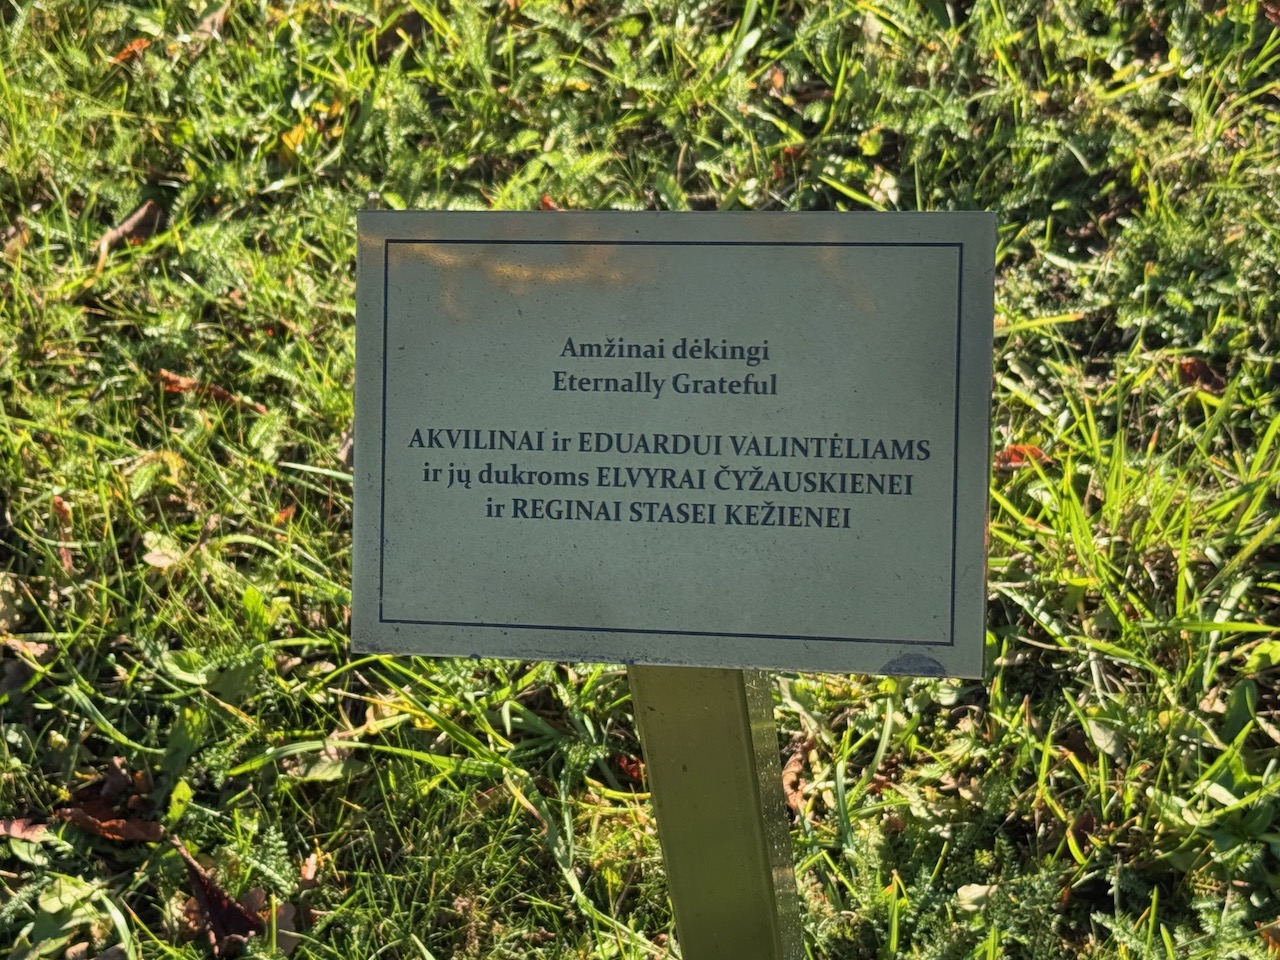 Amžinai dėkingi
Eternally Grateful
AKVILINAI ir EDUARDUI VALINTĖLIAMS
ir jų dukroms ELVYRAI ČYŽAUSKIENEI
ir REGINAI STASEI KEŽIENEI